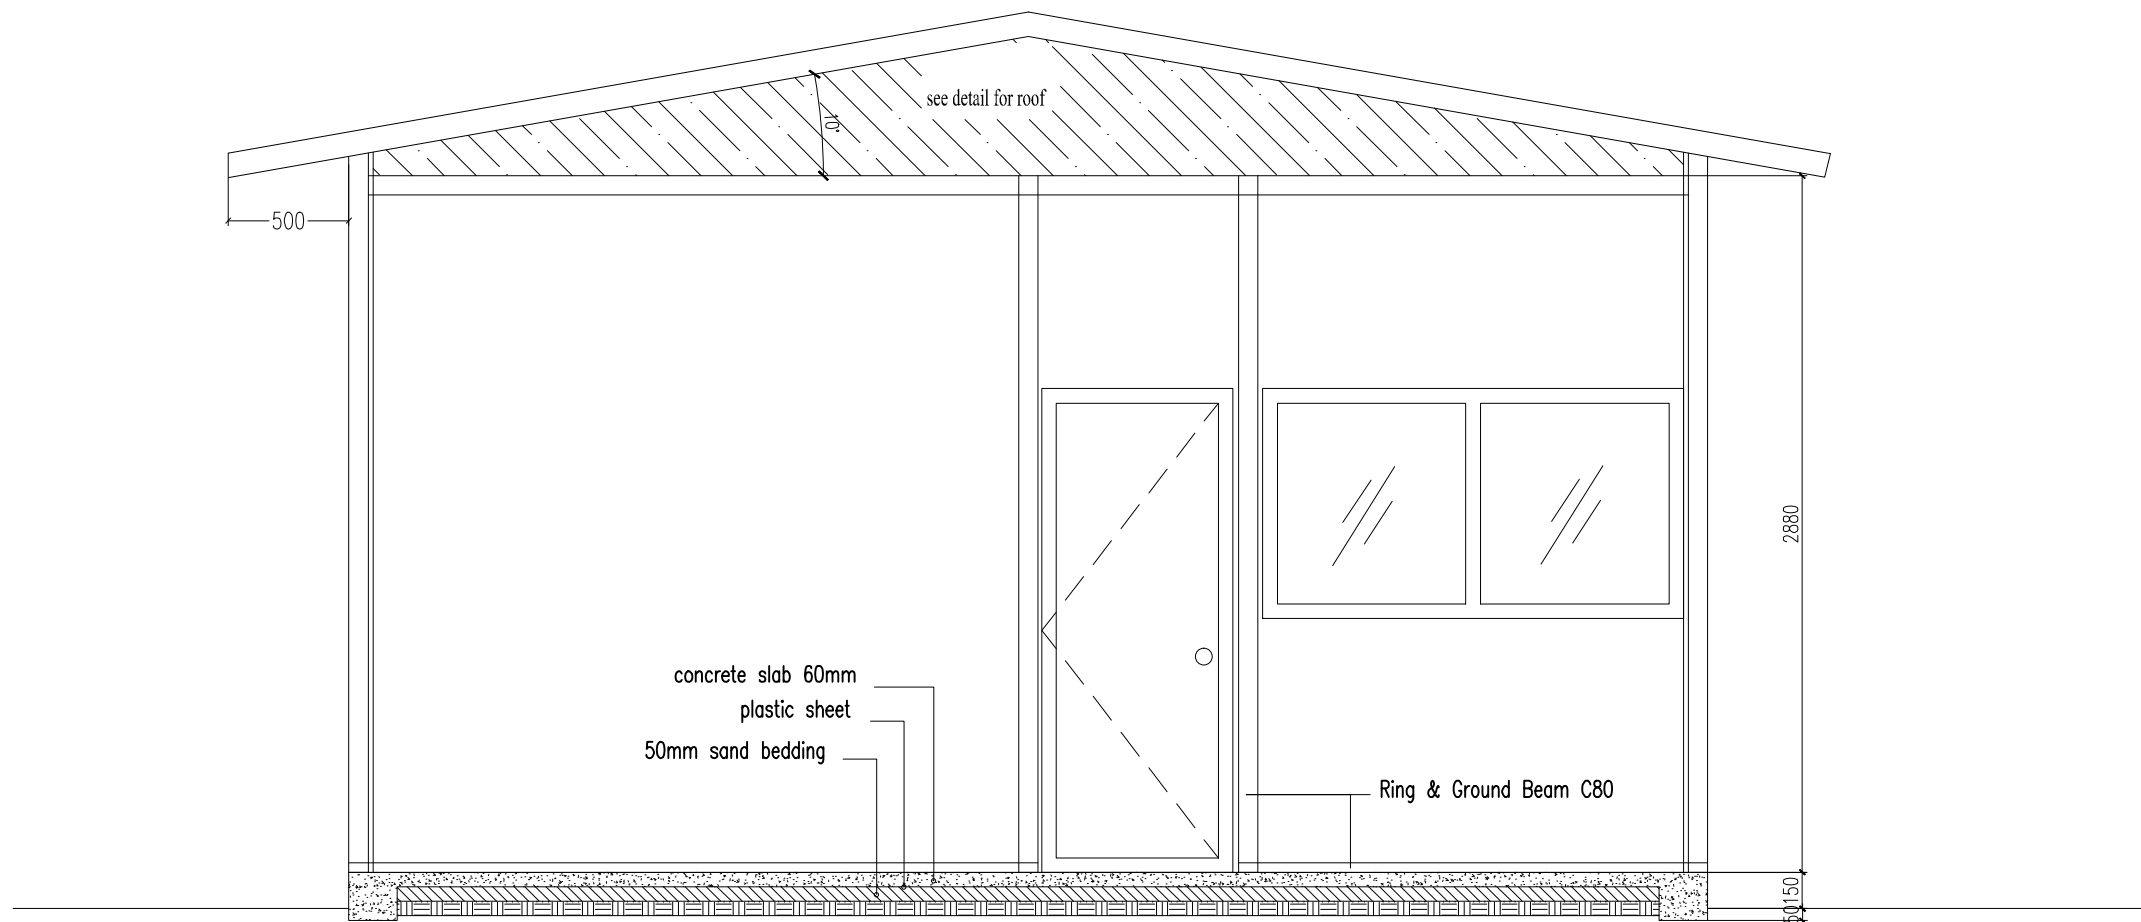 see detail for roof
10°
500
2880
concrete slab 60mm
plastic sheet
50mm sand bedding
Ring & Ground Beam C80
150
50